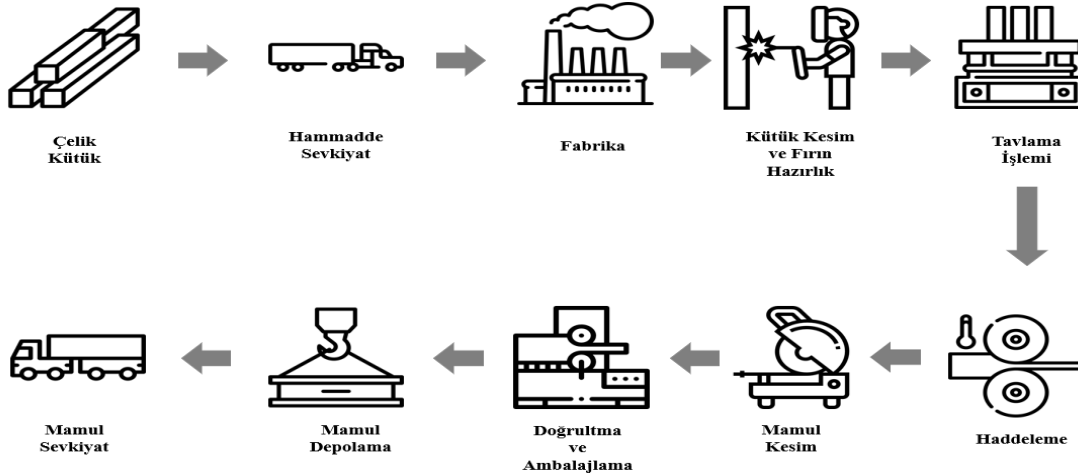 Çelik
Kütük
Hammadde
Sevkiyat
Fabrika
Kütük Kesim
ve Fırın
Hazırlık
Tavlama
İşlemi
Haddeleme
Mamul
Kesim
Doğrultma
ve
Ambalajlama
Mamul
Depolama
Mamul
Sevkiyat